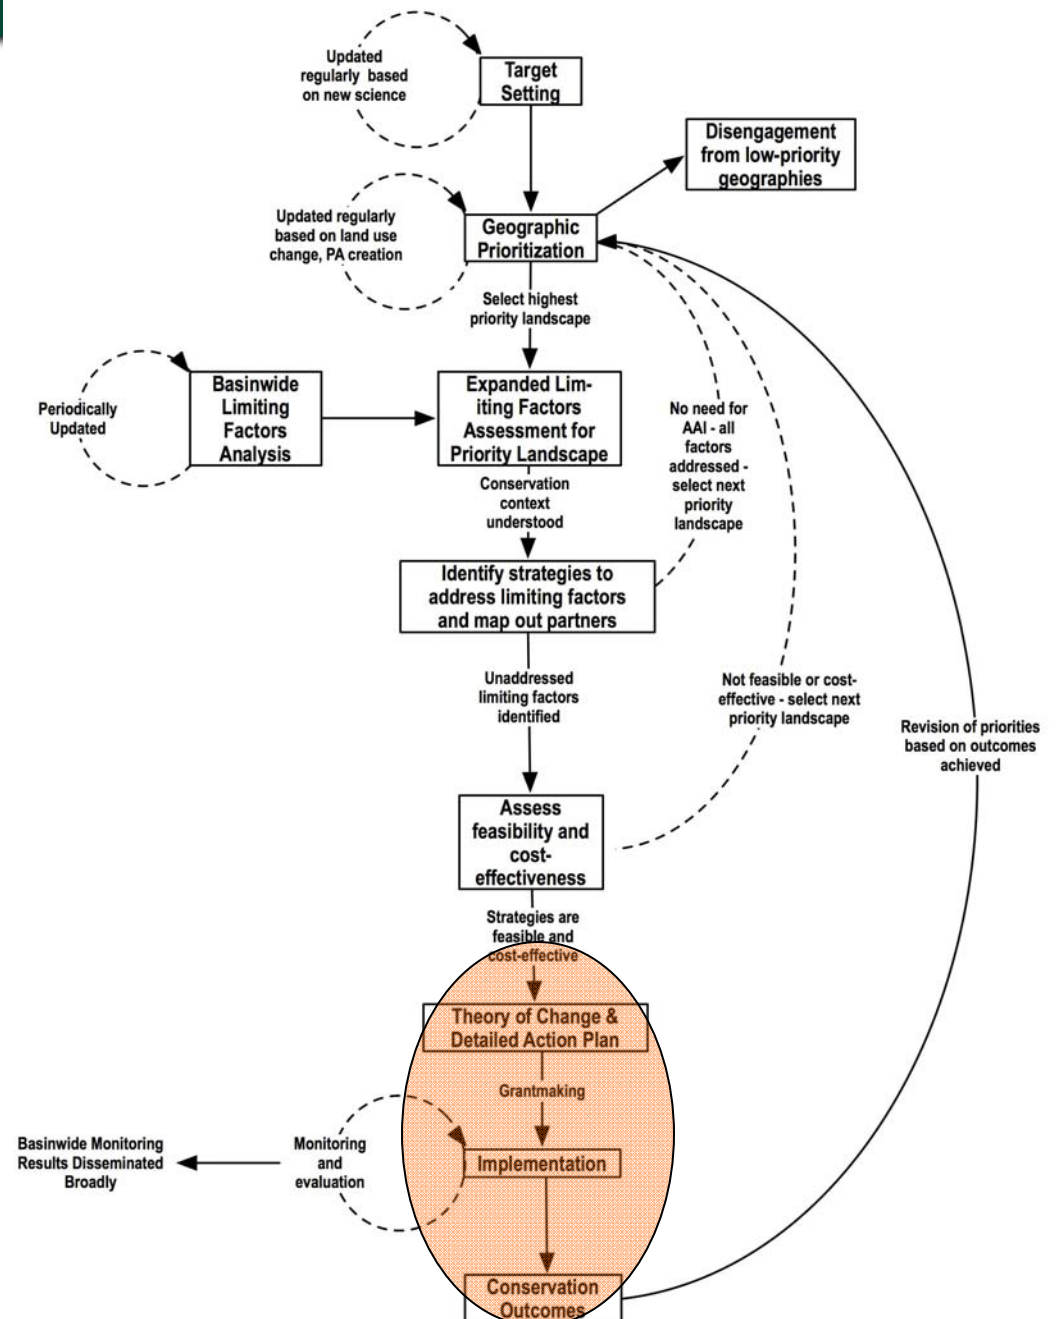 Updated
regularly based
on new science
Target
Setting
Disengagement
from low-priority
geographies
Updated regularly
based on land use
change, PA creation
Geographic
Prioritization
Select highest
priority landscape
Periodically
Updated
Basinwide
Limiting
Factors
Analysis
Expanded Lim-
iting Factors
Assessment for
Priority Landscape
No need for
AAI - all
factors
addressed -
select next
priority
landscape
Conservation
context
understood
Identify strategies to
address limiting factors
and map out partners
Unaddressed
limiting factors
identified
Not feasible or cost-
effective - select next
priority landscape
Revision of priorities
based on outcomes
achieved
Assess
feasibility and
cost-
effectiveness
Strategies are
feasible and
cost-effective
Theory of Change &
Detailed Action Plan
Grantmaking
Basinwide Monitoring
Results Disseminated
Broadly
Monitoring
and
evaluation
Implementation
Conservation
Outcomes